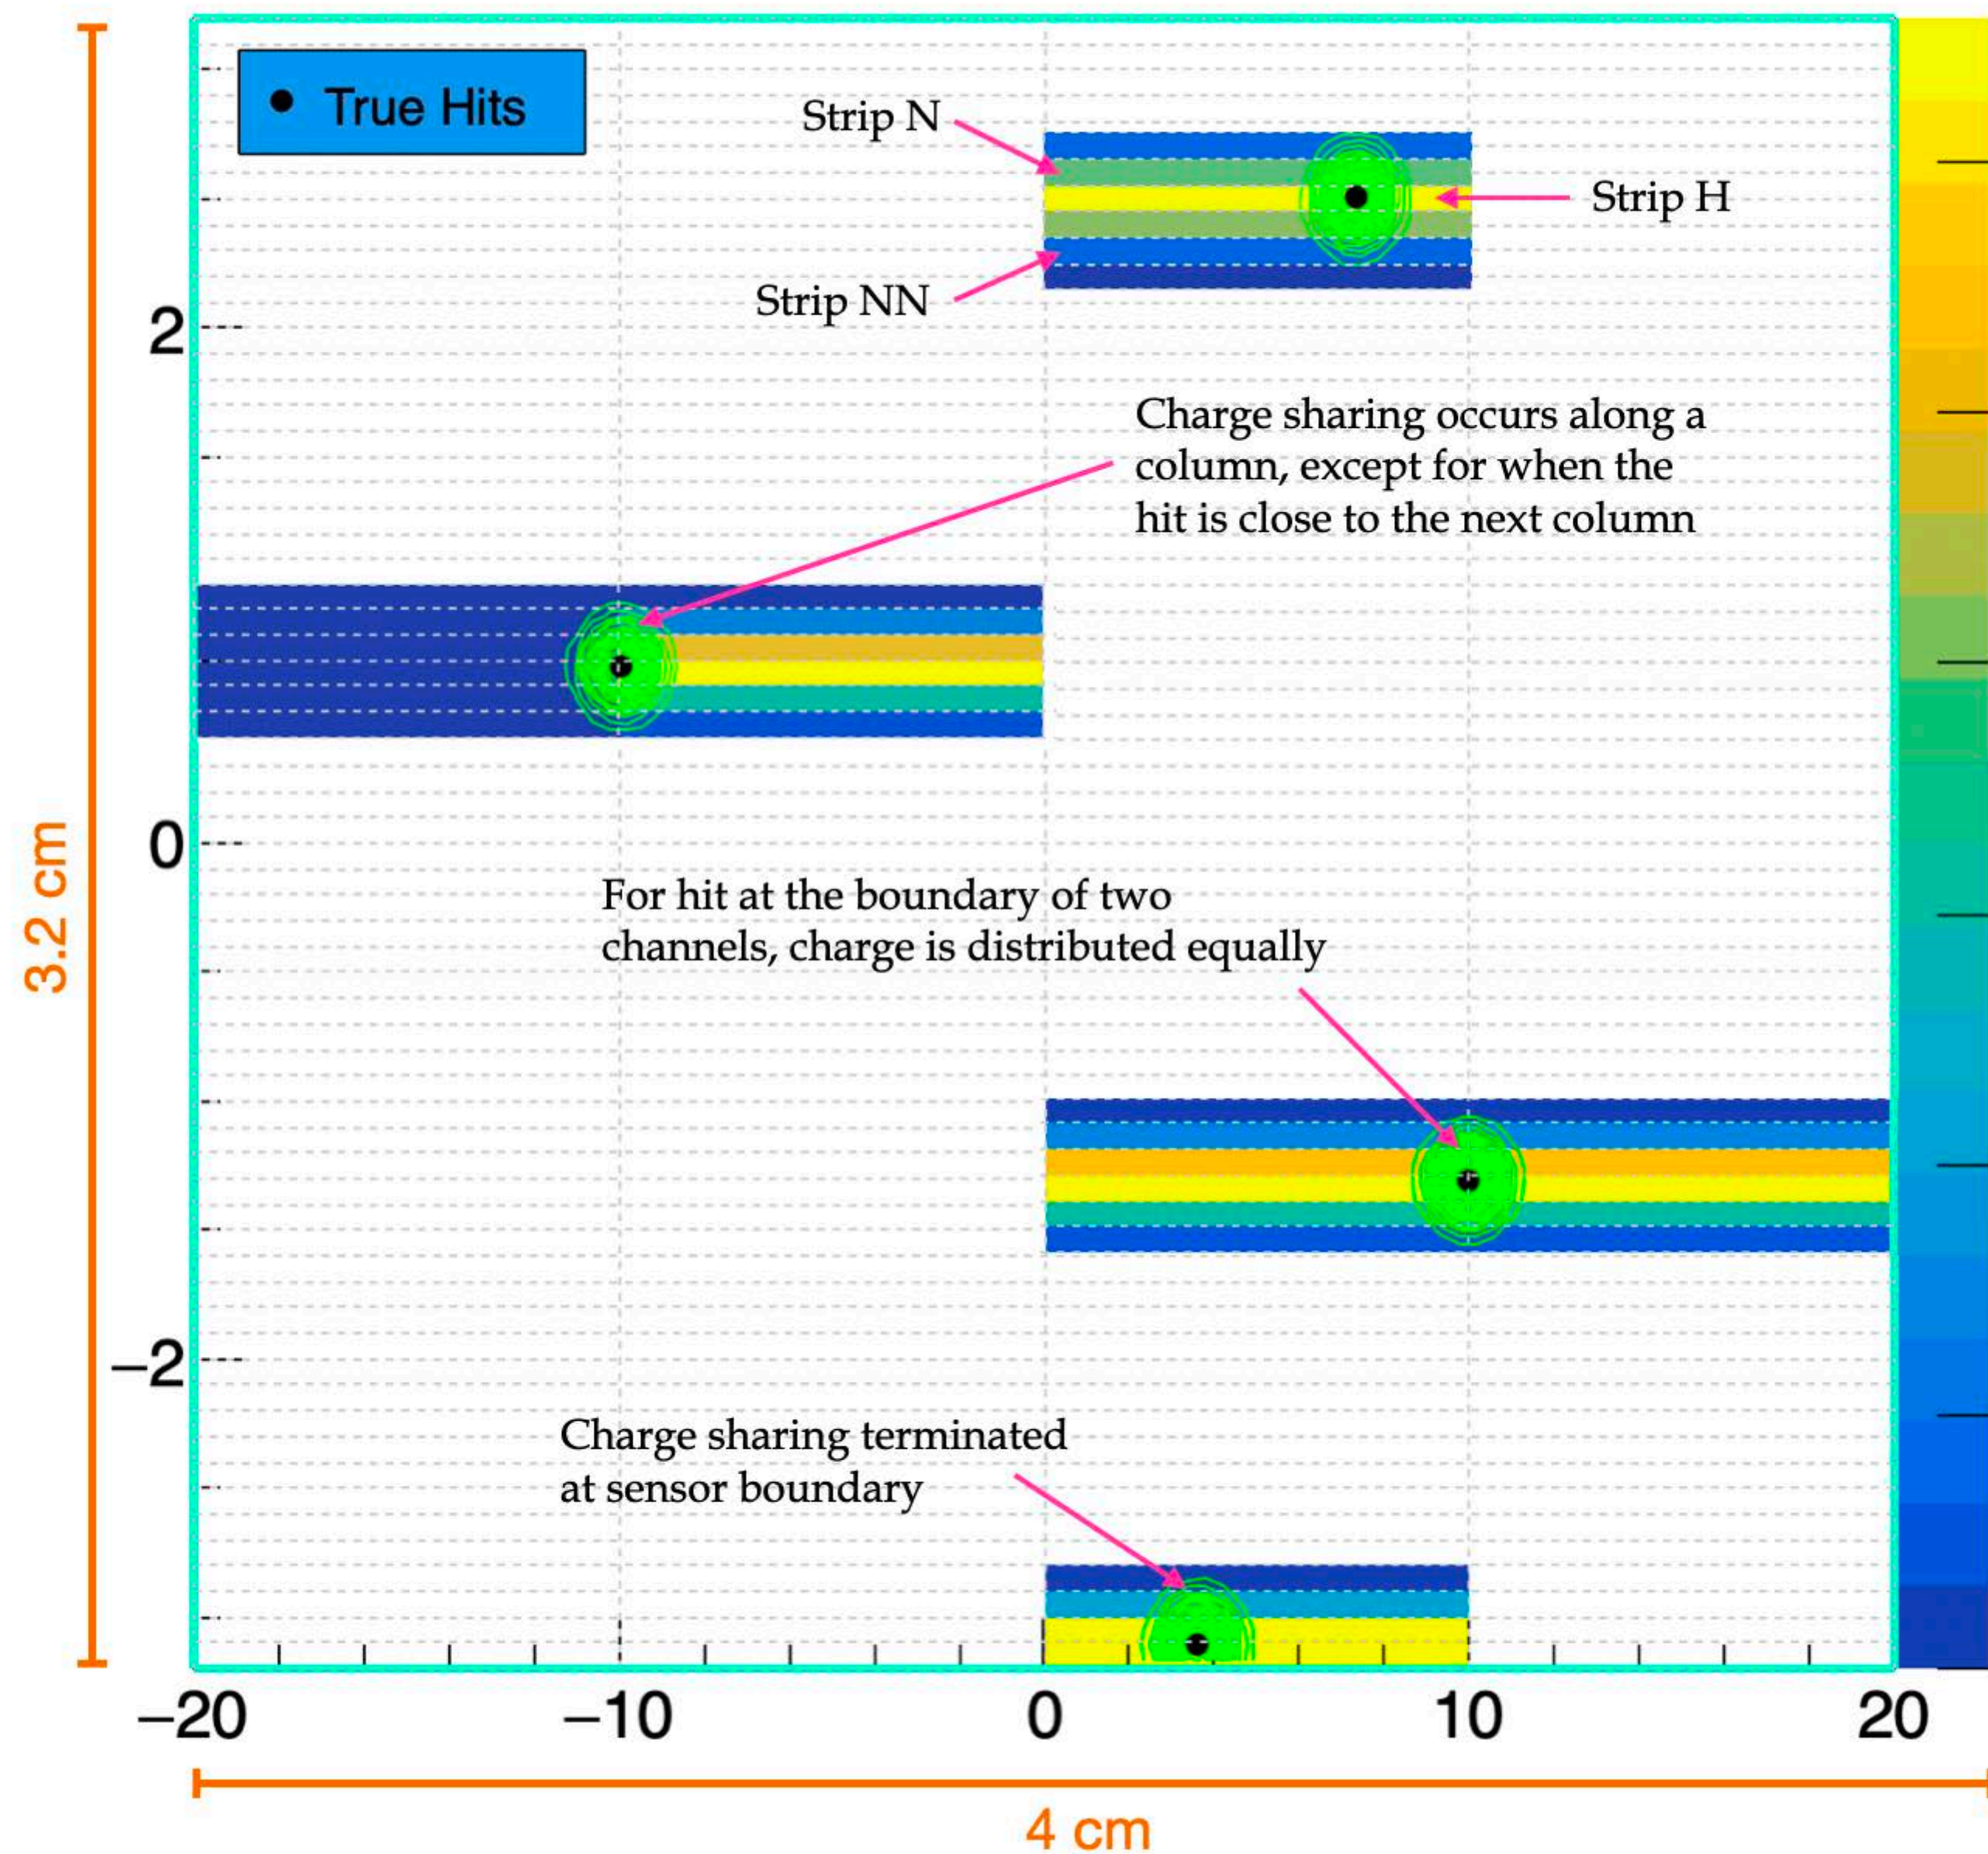 True Hits
Strip N
Strip H
Strip NN
2
Charge sharing occurs along a
column, except for when the
hit is close to the next column
0
3.2 cm
For hit at the boundary of two
channels, charge is distributed equally
−2
Charge sharing terminated
at sensor boundary
−20 −10 0 10 20
4 cm